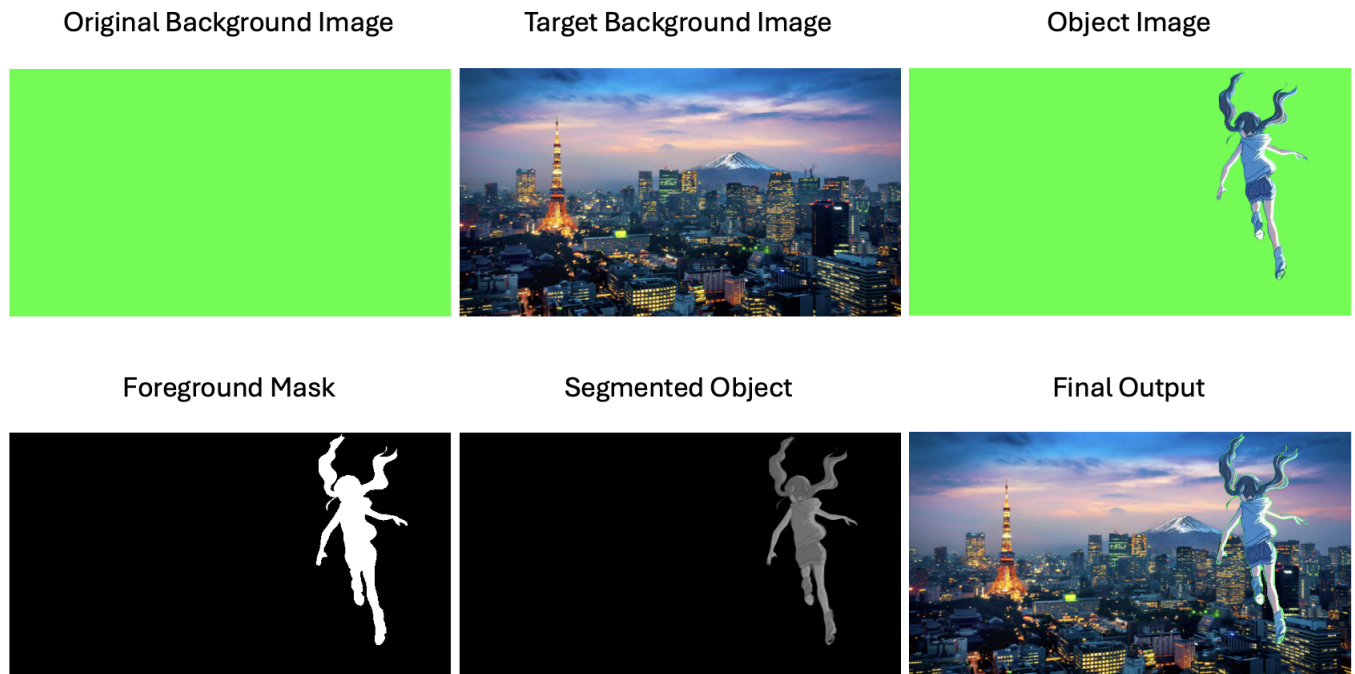 Original Background Image
Target Background Image
Object Image
Foreground Mask
Segmented Object
Final Output